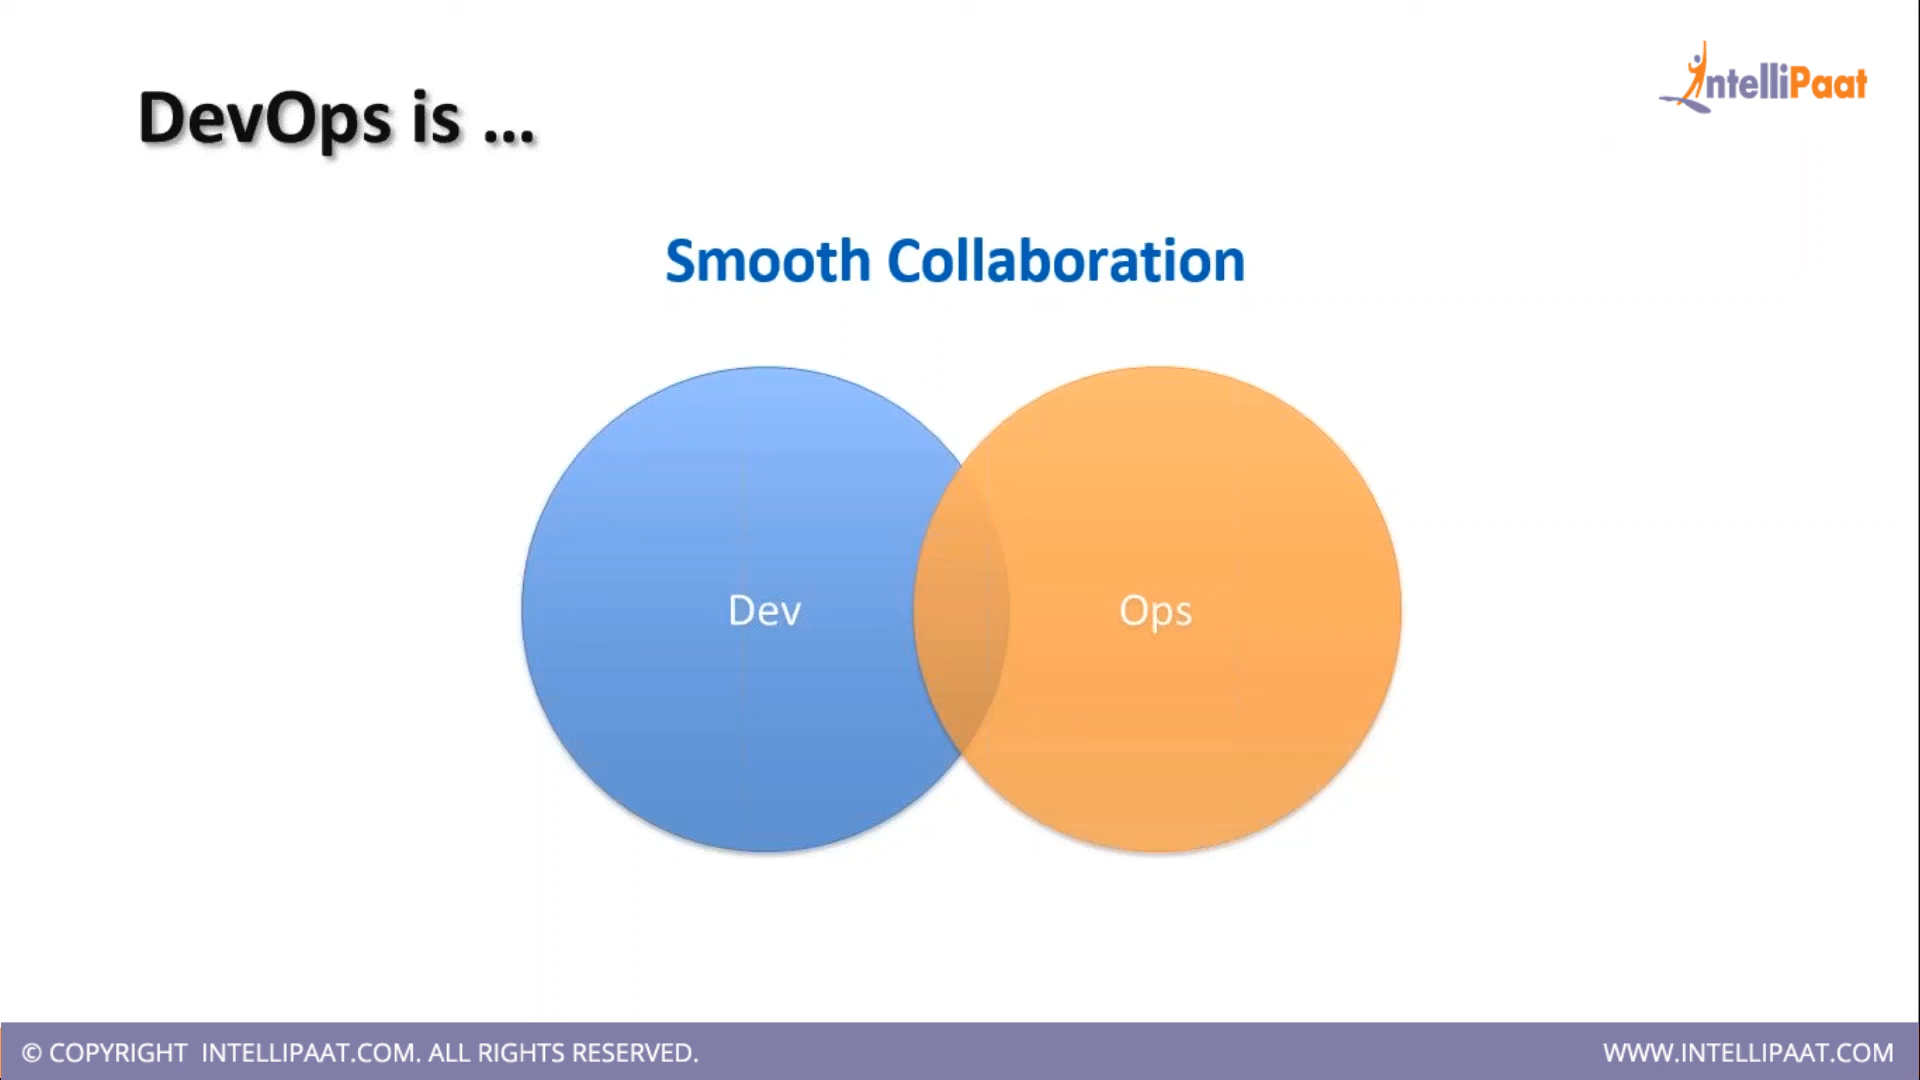 IntelliPaat
DevOps is ...
Smooth Collaboration
Dev
Ops
© COPYRIGHT INTELLIPAAT.COM. ALL RIGHTS RESERVED.
WWW.INTELLIPAAT.COM